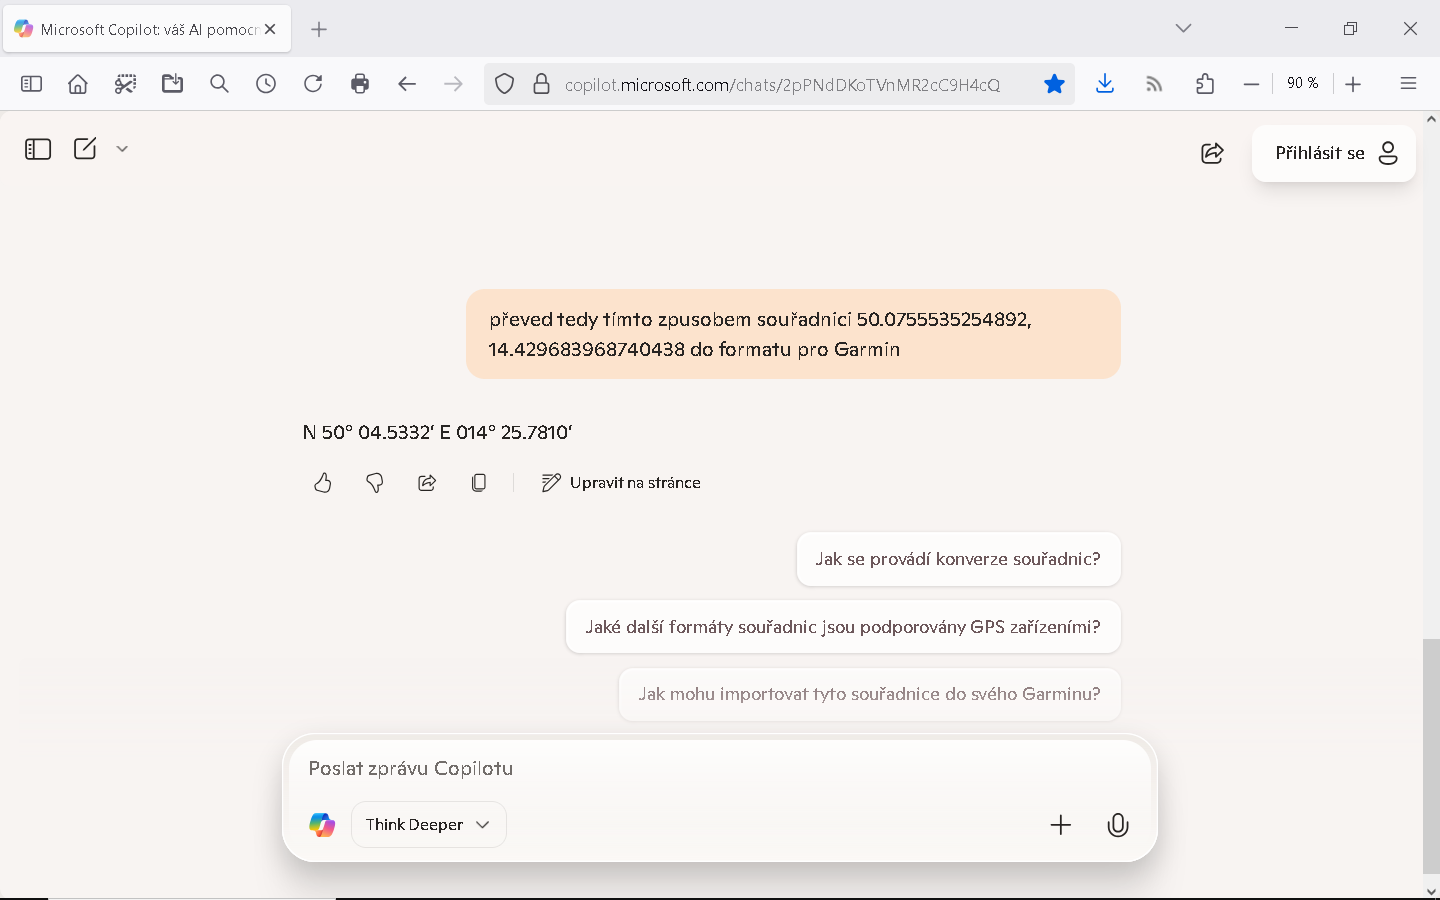 Microsoft Copilot: váš AI pomocn
copilot.microsoft.com/chats/2pPNdDKoTVnMR2cC9H4cQ
90 %
Přihlásit se
převed tedy tímto zpusobem souřadnici 50.0755535254892,
14.429683968740438 do formatu pro Garmin
N 50° 04.5332′ E 014° 25.7810′
Upravit na stránce
Jak se provádí konverze souřadnic?
Jaké další formáty souřadnic jsou podporovány GPS zařízeními?
Jak mohu importovat tyto souřadnice do svého Garminu?
Poslat zprávu Copilotu
Think Deeper